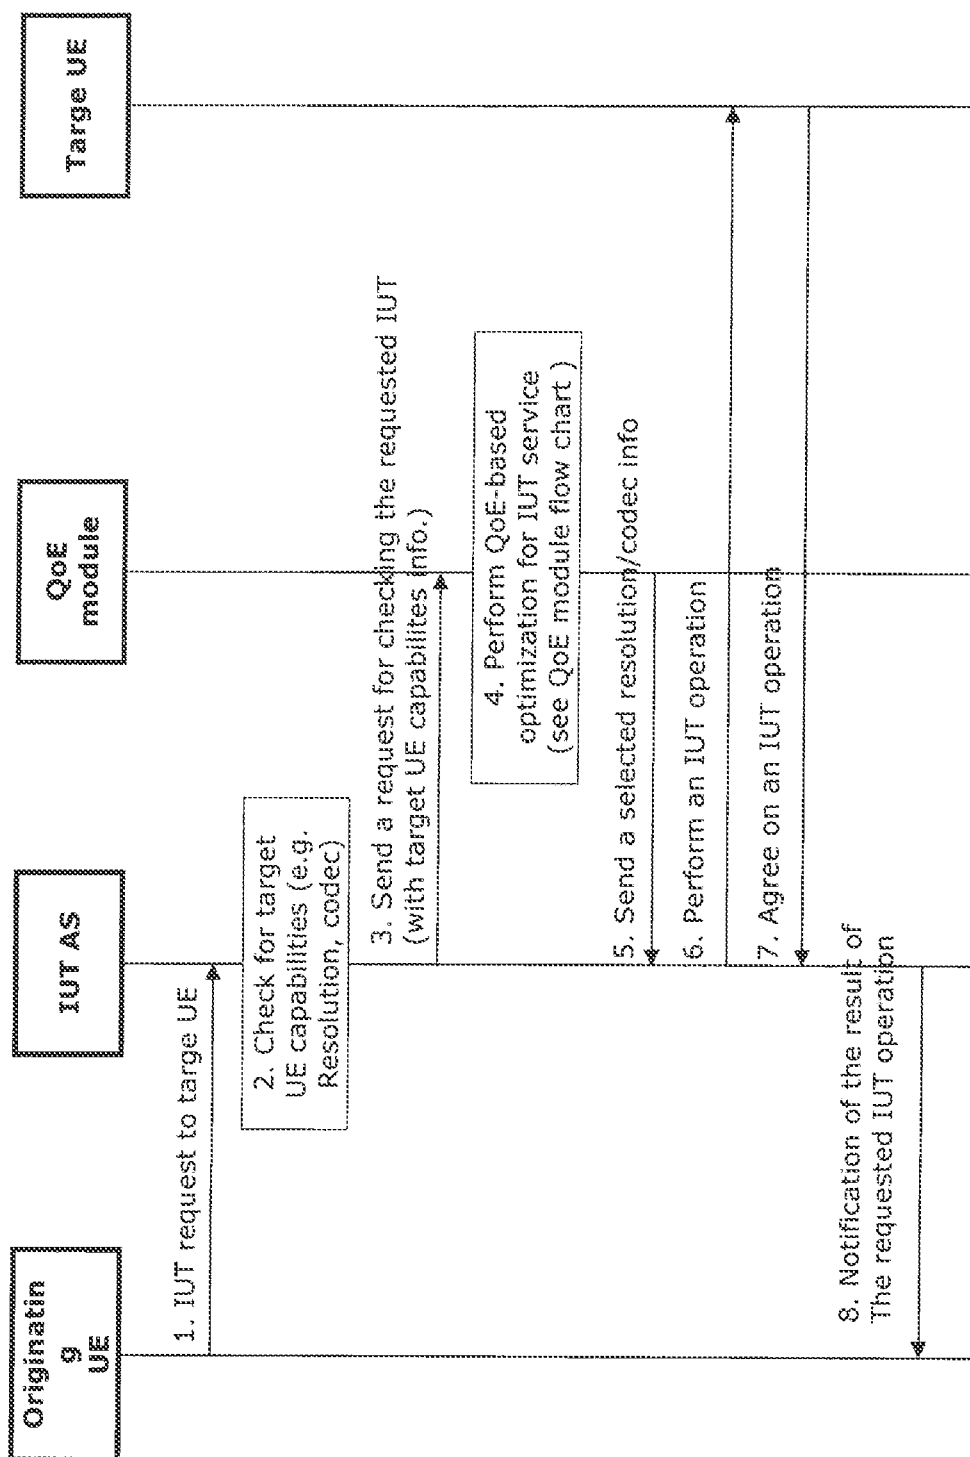 Originatin
g
UE
IUT AS
QoE
module
Targe UE
1. IUT request to targe UE
2. Check for target
UE capabilities (e.g.
Resolution, codec)
3. Send a request for checking the requested IUT
(with target UE capabilites info.)
4. Perform QoE-based
optimization for IUT service
(see QoE module flow chart )
5. Send a selected resolution/codec info
6. Perform an IUT operation
7. Agree on an IUT operation
8. Notification of the result of
The requested IUT operation